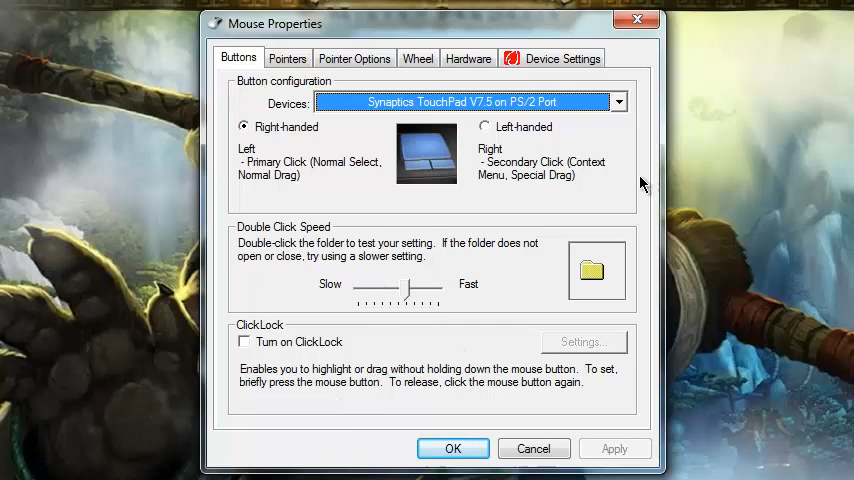 Mouse Properties
Buttons Pointers Pointer Options Wheel Hardware Device Settings
Button configuration
Devices: Synaptics TouchPad V7.5 on PS/2 Port
Right-handed Left-handed
Left
- Primary Click (Normal Select,
Normal Drag)
Right
- Secondary Click (Context
Menu, Special Drag)
Double Click Speed
Double-click the folder to test your setting. If the folder does not
open or close, try using a slower setting.
Slow Fast
ClickLock
Turn on ClickLock Settings...
Enables you to highlight or drag without holding down the mouse button. To set,
briefly press the mouse button. To release, click the mouse button again.
OK Cancel Apply